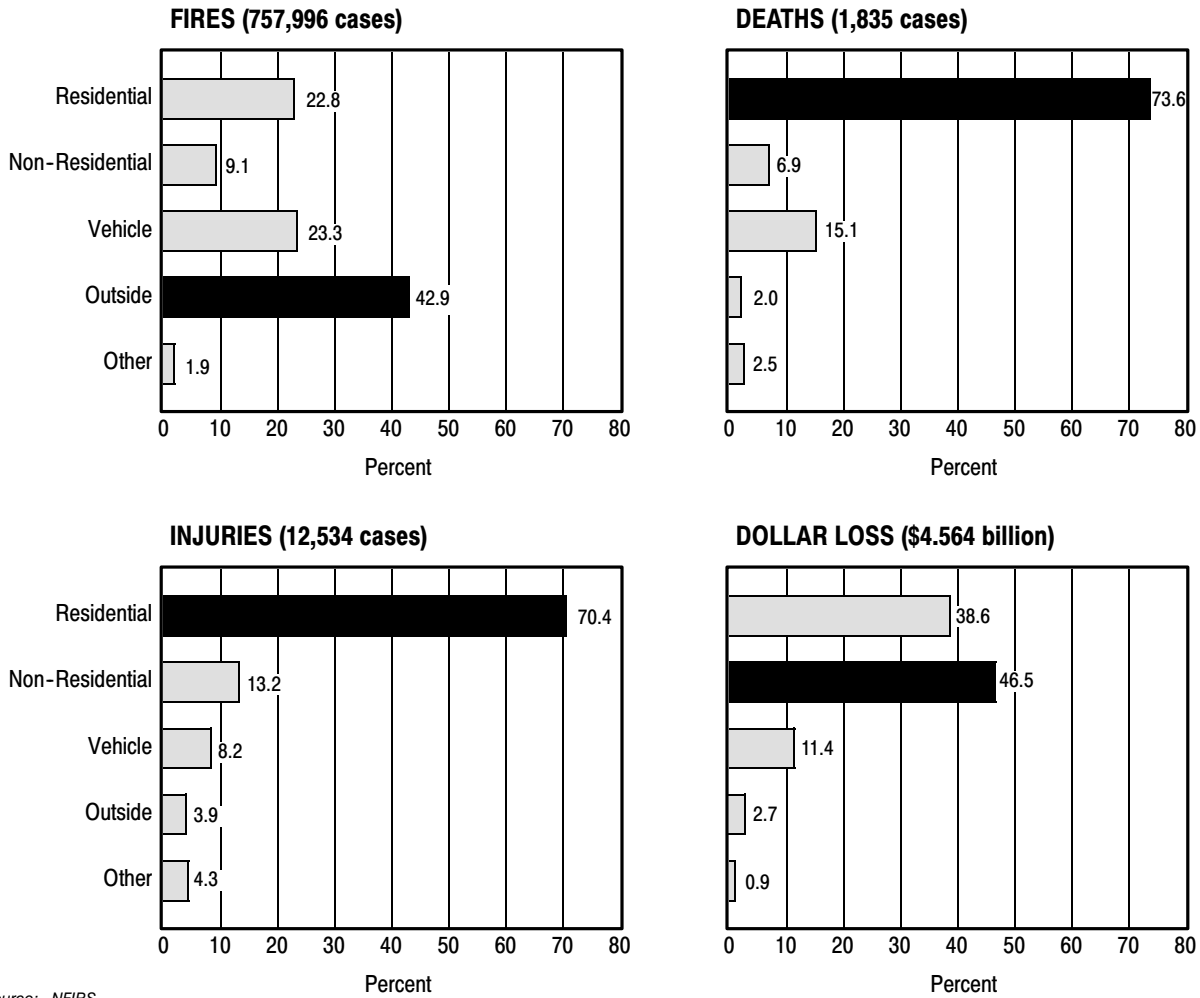 FIRES (757,996 cases)
Residential 22.8
Non-Residential 9.1
Vehicle 23.3
Outside 42.9
Other 1.9
0 10 20 30 40 50 60 70 80
Percent
DEATHS (1,835 cases)
73.6
6.9
15.1
2.0
2.5
0 10 20 30 40 50 60 70 80
Percent
INJURIES (12,534 cases)
Residential 70.4
Non-Residential 13.2
Vehicle 8.2
Outside 3.9
Other 4.3
0 10 20 30 40 50 60 70 80
Percent
DOLLAR LOSS ($4.564 billion)
38.6
46.5
11.4
2.7
0.9
0 10 20 30 40 50 60 70 80
Percent